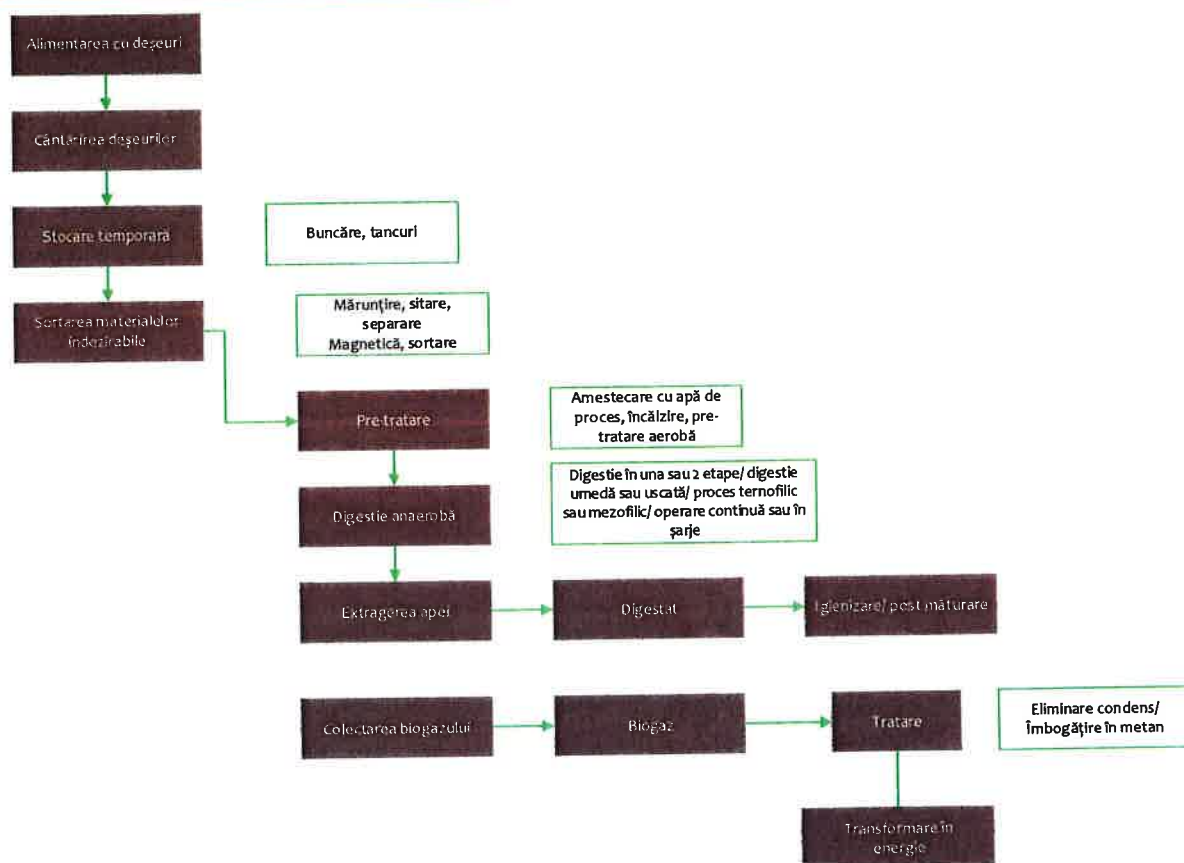 Alimentarea cu deșeuri
Cântărirea deșeurilor
Stocare temporară
Buncăre, tancuri
Sortarea materialelor
indezirabile
Mărunțire, sitare,
separare
Magnetică, sortare
Pre-tratare
Amestecare cu apă de
proces, încălzire, pre-
tratare aerobă
Digestie anaerobă
Digestie în una sau 2 etape/ digestie
umedă sau uscată/ proces ternofilic
sau mezofilic/ operare continuă sau în
șarje
Extragerea apei
Digestat
Igienizare/ post măturare
Colectarea biogazului
Biogaz
Tratare
Eliminare condens/
Îmbogățire în metan
Transformare în
energie